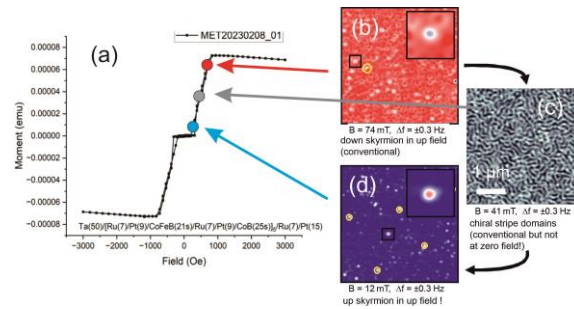 (a)
MET20230208_01
Moment (emu)
0.00008
0.00006
0.00004
0.00002
0.00000
−0.00002
−0.00004
−0.00006
−0.00008
Ta(50)/[Ru(7)/Pt(9)/CoFeB(21s)/Ru(7)/Pt(9)/CoB(25s)]₆/Ru(7)/Pt(15)
−3000 −2000 −1000 0 1000 2000 3000
Field (Oe)
(b)
B = 74 mT, Δf = ±0.3 Hz
down skyrmion in up field
(conventional)
(c)
1 μm
B = 41 mT, Δf = ±0.3 Hz
chiral stripe domains
(conventional but not
at zero field!)
(d)
B = 12 mT, Δf = ±0.3 Hz
up skyrmion in up field !